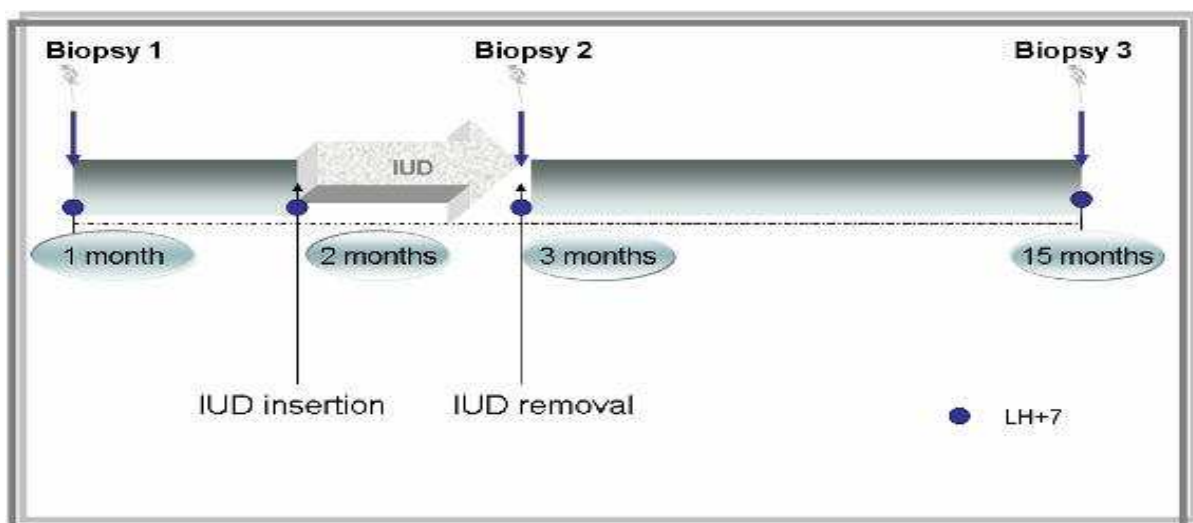 Biopsy 1 Biopsy 2 Biopsy 3
IUD
1 month 2 months 3 months 15 months
IUD insertion IUD removal
LH+7